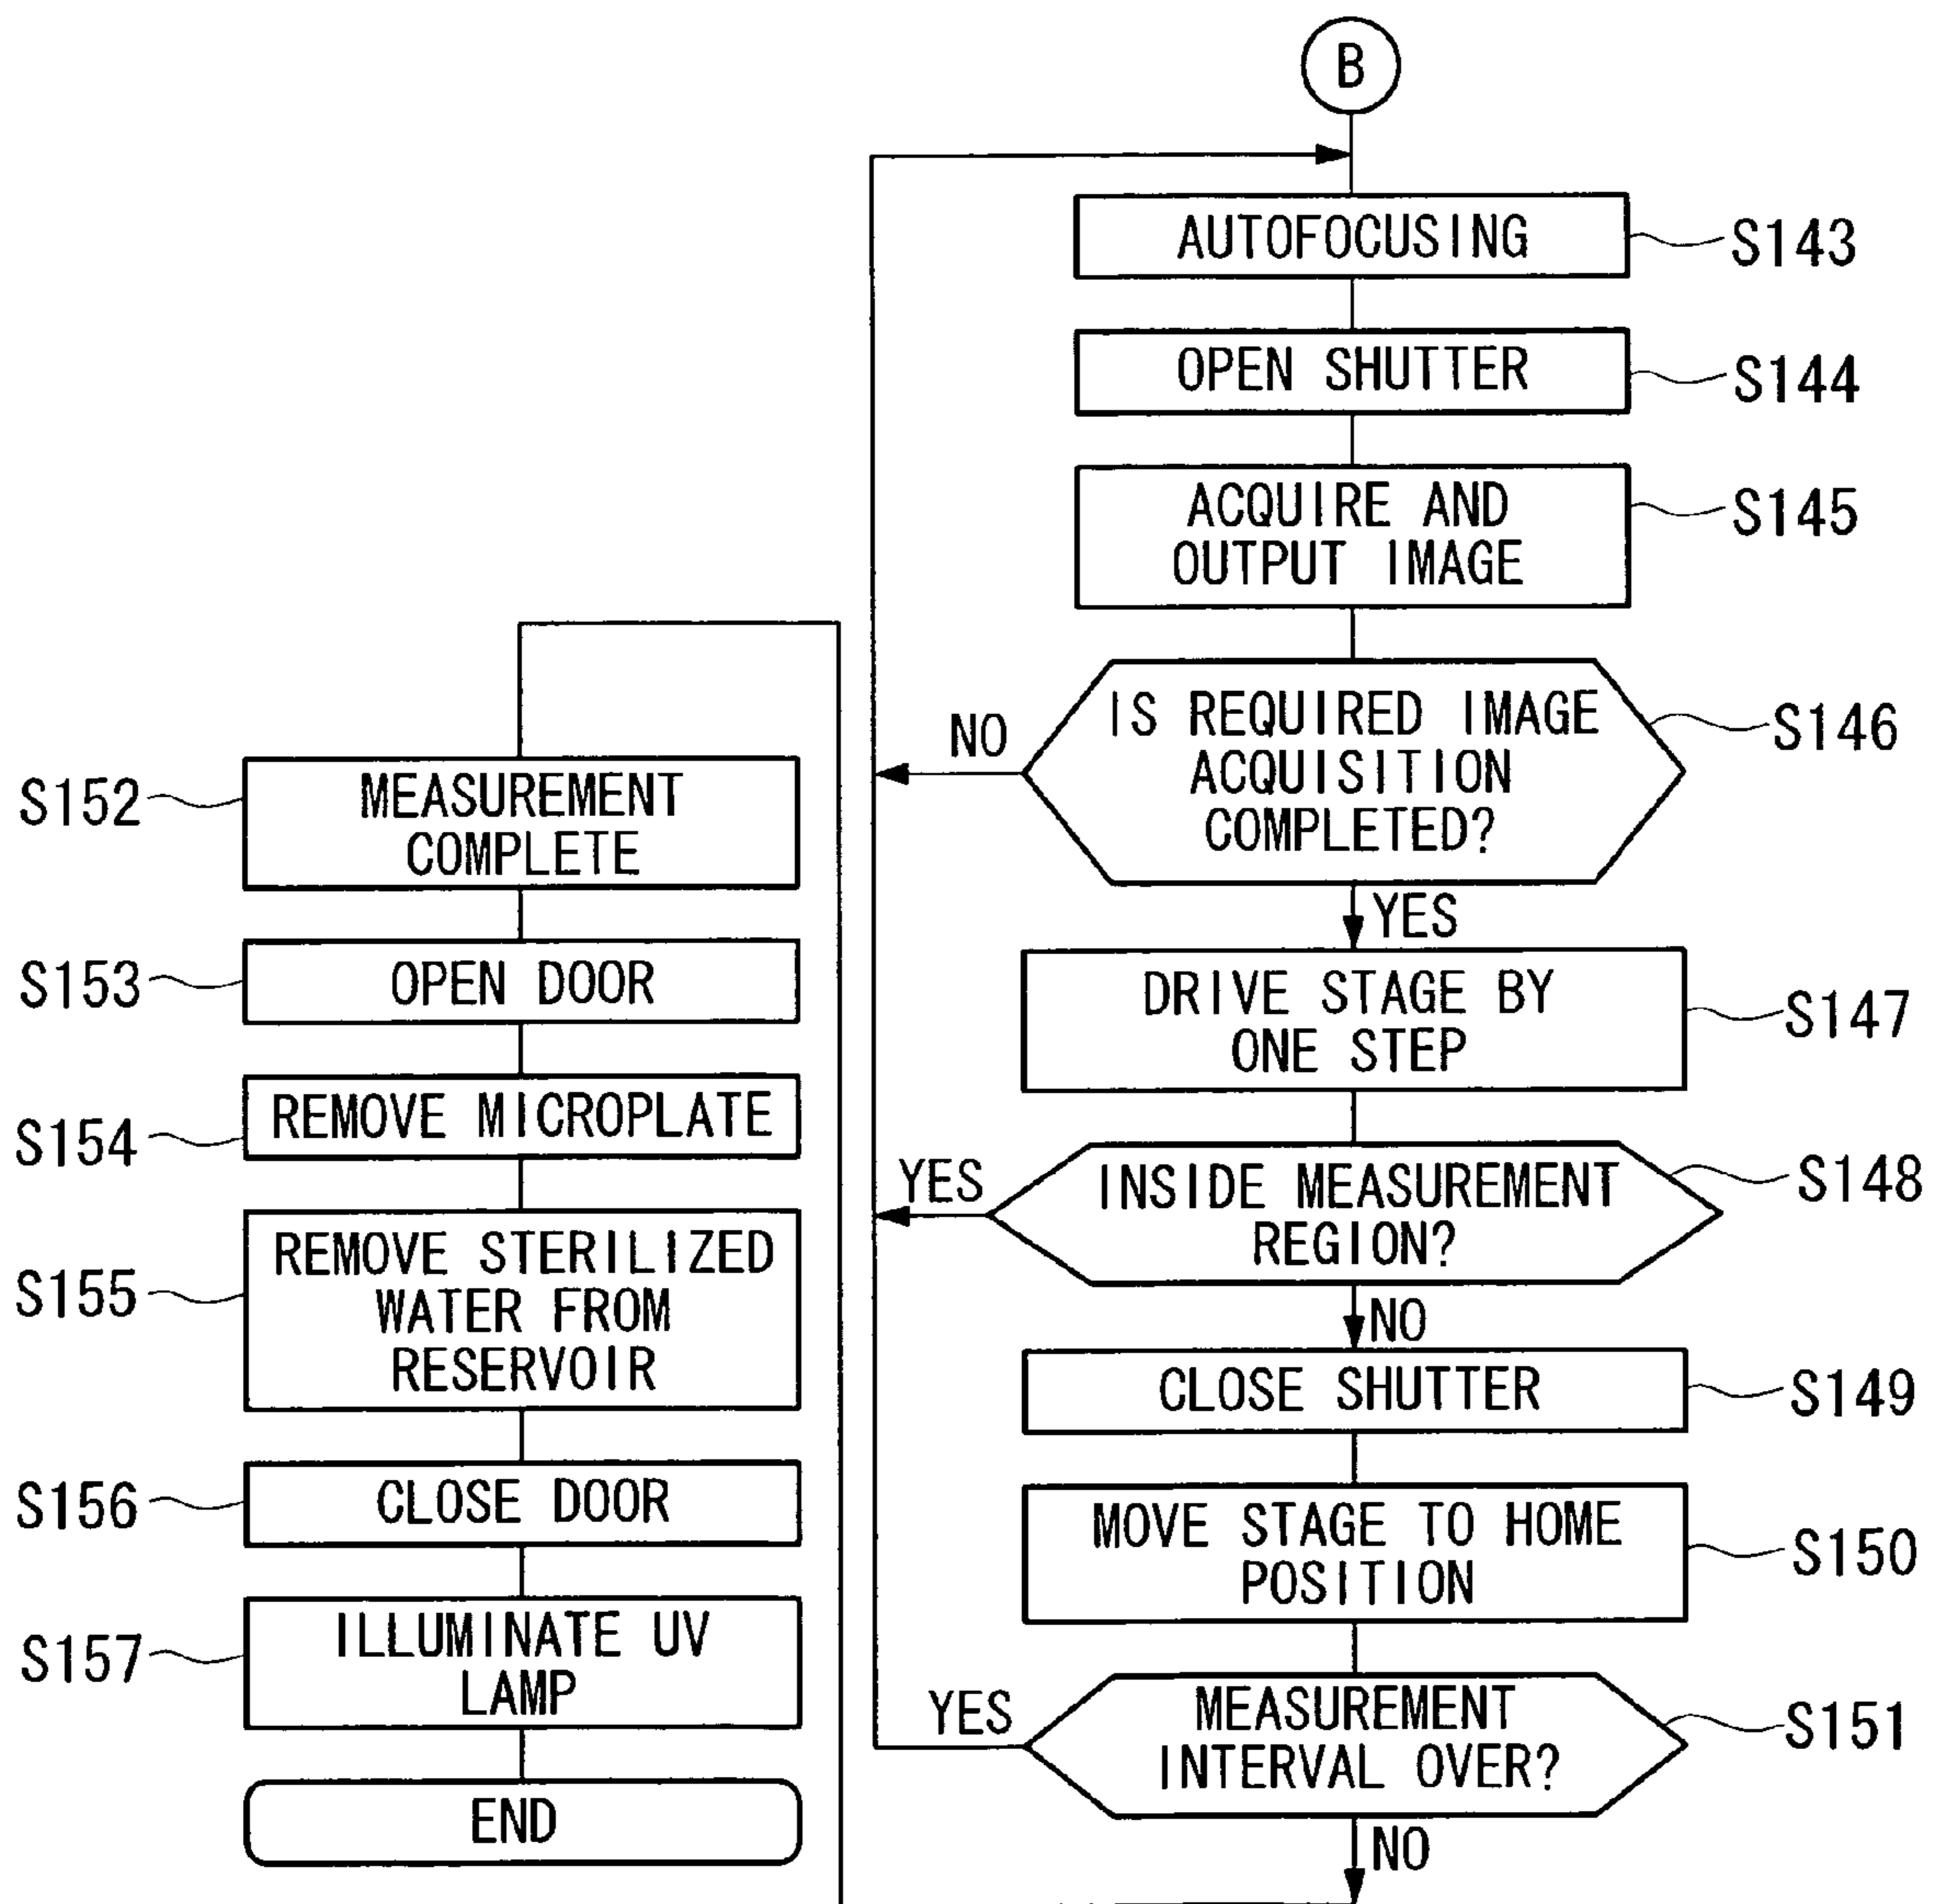 B
AUTOFOCUSING
S143
OPEN SHUTTER
S144
ACQUIRE AND
OUTPUT IMAGE
S145
IS REQUIRED IMAGE
ACQUISITION
COMPLETED?
S146
NO
YES
DRIVE STAGE BY
ONE STEP
S147
INSIDE MEASUREMENT
REGION?
S148
YES
NO
CLOSE SHUTTER
S149
MOVE STAGE TO HOME
POSITION
S150
MEASUREMENT
INTERVAL OVER?
S151
YES
NO
S152
MEASUREMENT
COMPLETE
S153
OPEN DOOR
S154
REMOVE MICROPLATE
S155
REMOVE STERILIZED
WATER FROM
RESERVOIR
S156
CLOSE DOOR
S157
ILLUMINATE UV
LAMP
END